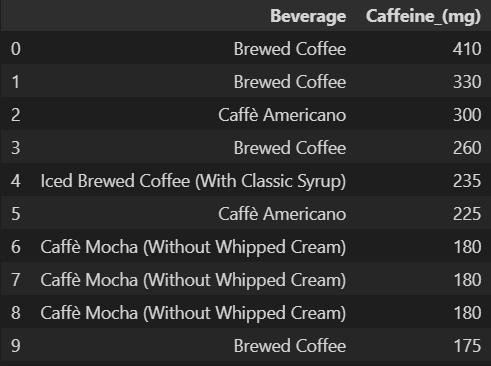 Beverage Caffeine_(mg)
0 Brewed Coffee 410
1 Brewed Coffee 330
2 Caffè Americano 300
3 Brewed Coffee 260
4 Iced Brewed Coffee (With Classic Syrup) 235
5 Caffè Americano 225
6 Caffè Mocha (Without Whipped Cream) 180
7 Caffè Mocha (Without Whipped Cream) 180
8 Caffè Mocha (Without Whipped Cream) 180
9 Brewed Coffee 175